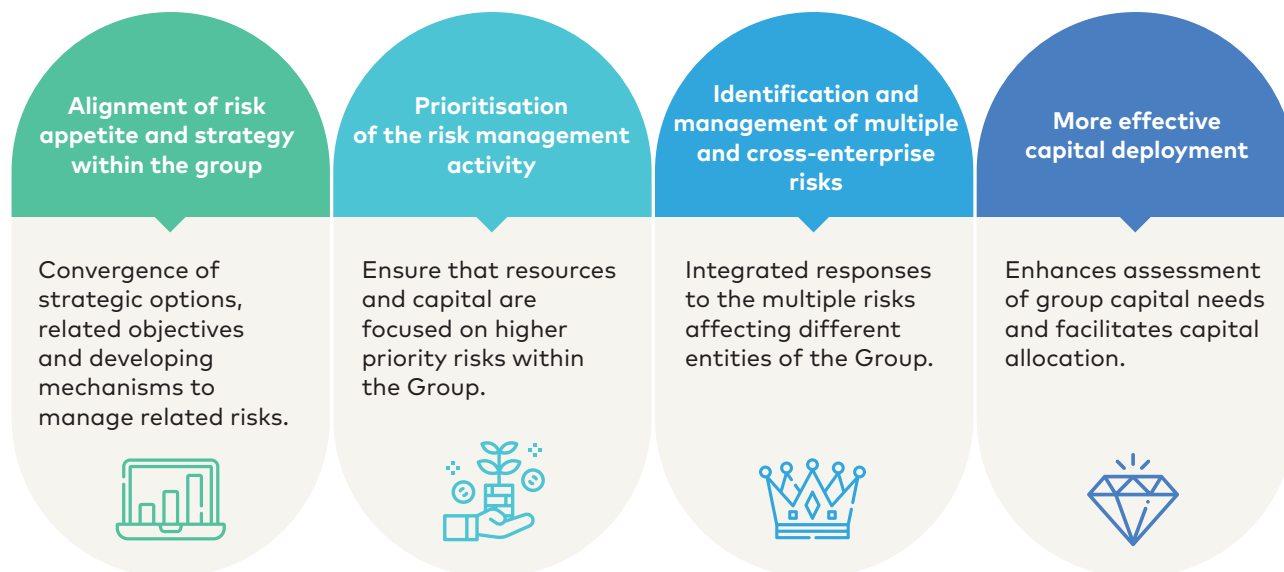 Alignment of risk
appetite and strategy
within the group
Convergence of
strategic options,
related objectives
and developing
mechanisms to
manage related risks.
Prioritisation
of the risk management
activity
Ensure that resources
and capital are
focused on higher
priority risks within
the Group.
Identification and
management of multiple
and cross-enterprise
risks
Integrated responses
to the multiple risks
affecting different
entities of the Group.
More effective
capital deployment
Enhances assessment
of group capital needs
and facilitates capital
allocation.